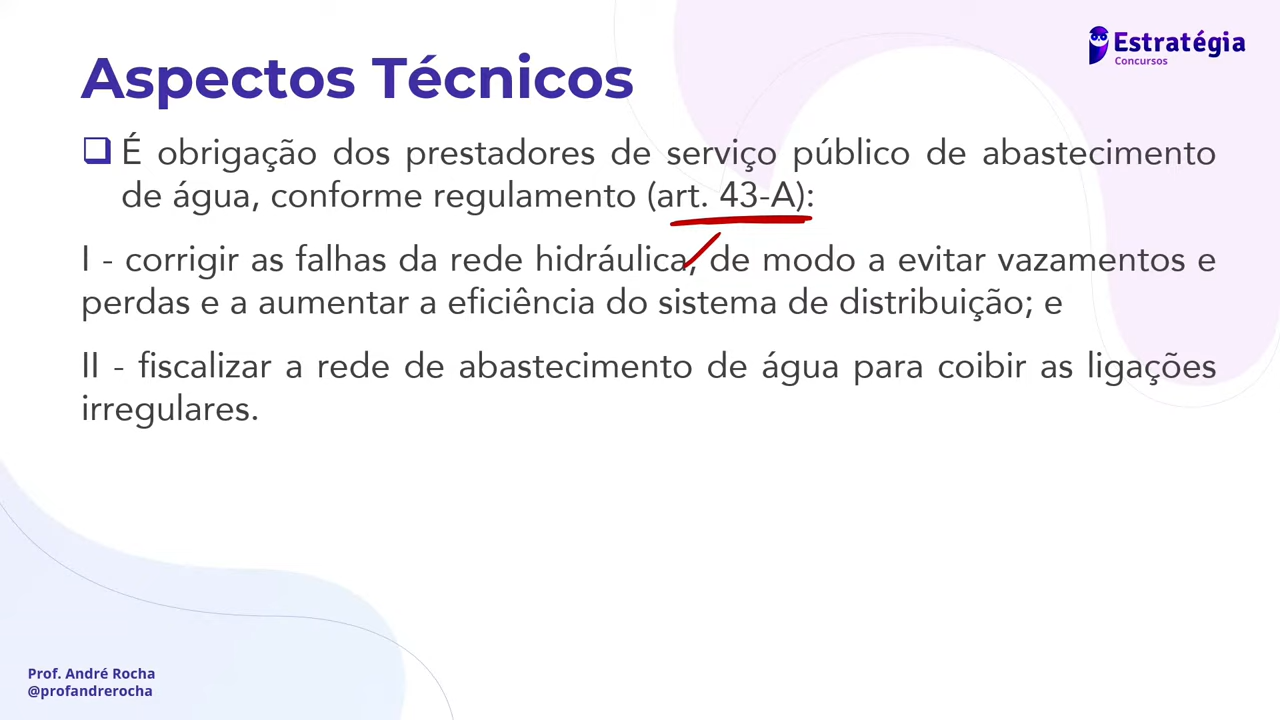 Estratégia
Concursos
Aspectos Técnicos
É obrigação dos prestadores de serviço público de abastecimento
de água, conforme regulamento (art. 43-A):
I - corrigir as falhas da rede hidráulica, de modo a evitar vazamentos e
perdas e a aumentar a eficiência do sistema de distribuição; e
II - fiscalizar a rede de abastecimento de água para coibir as ligações
irregulares.
Prof. André Rocha
@profandrerocha